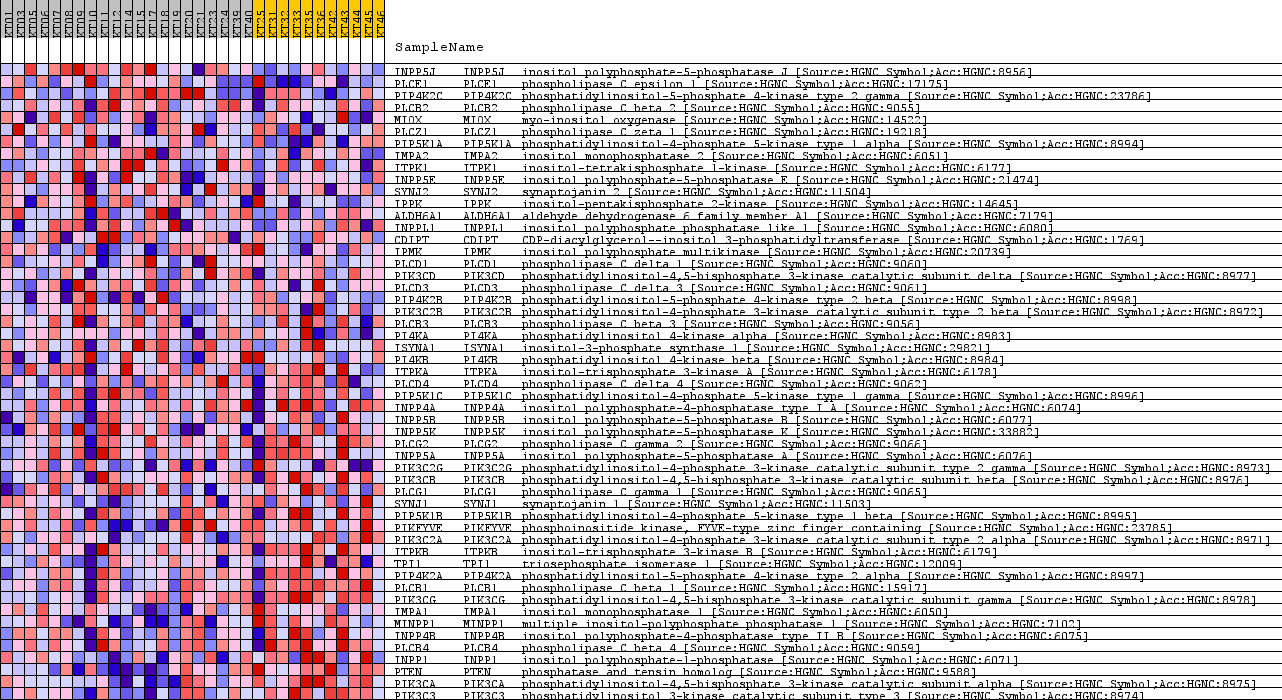 KT01 KT03 KT05 KT06 KT07 KT08 KT09 KT10 KT11 KT12 KT14 KT15 KT17 KT18 KT19 KT20 KT21 KT23 KT24 KT39 KT40 KT25 KT31 KT32 KT33 KT35 KT36 KT42 KT43 KT44 KT45 KT46
SampleName
INPP5J INPP5J inositol polyphosphate-5-phosphatase J [Source:HGNC Symbol;Acc:HGNC:8956]
PLCE1 PLCE1 phospholipase C epsilon 1 [Source:HGNC Symbol;Acc:HGNC:17175]
PIP4K2C PIP4K2C phosphatidylinositol-5-phosphate 4-kinase type 2 gamma [Source:HGNC Symbol;Acc:HGNC:23786]
PLCB2 PLCB2 phospholipase C beta 2 [Source:HGNC Symbol;Acc:HGNC:9055]
MIOX MIOX myo-inositol oxygenase [Source:HGNC Symbol;Acc:HGNC:14522]
PLCZ1 PLCZ1 phospholipase C zeta 1 [Source:HGNC Symbol;Acc:HGNC:19218]
PIP5K1A PIP5K1A phosphatidylinositol-4-phosphate 5-kinase type 1 alpha [Source:HGNC Symbol;Acc:HGNC:8994]
IMPA2 IMPA2 inositol monophosphatase 2 [Source:HGNC Symbol;Acc:HGNC:6051]
ITPK1 ITPK1 inositol-tetrakisphosphate 1-kinase [Source:HGNC Symbol;Acc:HGNC:6177]
INPP5E INPP5E inositol polyphosphate-5-phosphatase E [Source:HGNC Symbol;Acc:HGNC:21474]
SYNJ2 SYNJ2 synaptojanin 2 [Source:HGNC Symbol;Acc:HGNC:11504]
IPPK IPPK inositol-pentakisphosphate 2-kinase [Source:HGNC Symbol;Acc:HGNC:14645]
ALDH6A1 ALDH6A1 aldehyde dehydrogenase 6 family member A1 [Source:HGNC Symbol;Acc:HGNC:7179]
INPPL1 INPPL1 inositol polyphosphate phosphatase like 1 [Source:HGNC Symbol;Acc:HGNC:6080]
CDIPT CDIPT CDP-diacylglycerol--inositol 3-phosphatidyltransferase [Source:HGNC Symbol;Acc:HGNC:1769]
IPMK IPMK inositol polyphosphate multikinase [Source:HGNC Symbol;Acc:HGNC:20739]
PLCD1 PLCD1 phospholipase C delta 1 [Source:HGNC Symbol;Acc:HGNC:9060]
PIK3CD PIK3CD phosphatidylinositol-4,5-bisphosphate 3-kinase catalytic subunit delta [Source:HGNC Symbol;Acc:HGNC:8977]
PLCD3 PLCD3 phospholipase C delta 3 [Source:HGNC Symbol;Acc:HGNC:9061]
PIP4K2B PIP4K2B phosphatidylinositol-5-phosphate 4-kinase type 2 beta [Source:HGNC Symbol;Acc:HGNC:8998]
PIK3C2B PIK3C2B phosphatidylinositol-4-phosphate 3-kinase catalytic subunit type 2 beta [Source:HGNC Symbol;Acc:HGNC:8972]
PLCB3 PLCB3 phospholipase C beta 3 [Source:HGNC Symbol;Acc:HGNC:9056]
PI4KA PI4KA phosphatidylinositol 4-kinase alpha [Source:HGNC Symbol;Acc:HGNC:8983]
ISYNA1 ISYNA1 inositol-3-phosphate synthase 1 [Source:HGNC Symbol;Acc:HGNC:29821]
PI4KB PI4KB phosphatidylinositol 4-kinase beta [Source:HGNC Symbol;Acc:HGNC:8984]
ITPKA ITPKA inositol-trisphosphate 3-kinase A [Source:HGNC Symbol;Acc:HGNC:6178]
PLCD4 PLCD4 phospholipase C delta 4 [Source:HGNC Symbol;Acc:HGNC:9062]
PIP5K1C PIP5K1C phosphatidylinositol-4-phosphate 5-kinase type 1 gamma [Source:HGNC Symbol;Acc:HGNC:8996]
INPP4A INPP4A inositol polyphosphate-4-phosphatase type I A [Source:HGNC Symbol;Acc:HGNC:6074]
INPP5B INPP5B inositol polyphosphate-5-phosphatase B [Source:HGNC Symbol;Acc:HGNC:6077]
INPP5K INPP5K inositol polyphosphate-5-phosphatase K [Source:HGNC Symbol;Acc:HGNC:33882]
PLCG2 PLCG2 phospholipase C gamma 2 [Source:HGNC Symbol;Acc:HGNC:9066]
INPP5A INPP5A inositol polyphosphate-5-phosphatase A [Source:HGNC Symbol;Acc:HGNC:6076]
PIK3C2G PIK3C2G phosphatidylinositol-4-phosphate 3-kinase catalytic subunit type 2 gamma [Source:HGNC Symbol;Acc:HGNC:8973]
PIK3CB PIK3CB phosphatidylinositol-4,5-bisphosphate 3-kinase catalytic subunit beta [Source:HGNC Symbol;Acc:HGNC:8976]
PLCG1 PLCG1 phospholipase C gamma 1 [Source:HGNC Symbol;Acc:HGNC:9065]
SYNJ1 SYNJ1 synaptojanin 1 [Source:HGNC Symbol;Acc:HGNC:11503]
PIP5K1B PIP5K1B phosphatidylinositol-4-phosphate 5-kinase type 1 beta [Source:HGNC Symbol;Acc:HGNC:8995]
PIKFYVE PIKFYVE phosphoinositide kinase, FYVE-type zinc finger containing [Source:HGNC Symbol;Acc:HGNC:23785]
PIK3C2A PIK3C2A phosphatidylinositol-4-phosphate 3-kinase catalytic subunit type 2 alpha [Source:HGNC Symbol;Acc:HGNC:8971]
ITPKB ITPKB inositol-trisphosphate 3-kinase B [Source:HGNC Symbol;Acc:HGNC:6179]
TPI1 TPI1 triosephosphate isomerase 1 [Source:HGNC Symbol;Acc:HGNC:12009]
PIP4K2A PIP4K2A phosphatidylinositol-5-phosphate 4-kinase type 2 alpha [Source:HGNC Symbol;Acc:HGNC:8997]
PLCB1 PLCB1 phospholipase C beta 1 [Source:HGNC Symbol;Acc:HGNC:15917]
PIK3CG PIK3CG phosphatidylinositol-4,5-bisphosphate 3-kinase catalytic subunit gamma [Source:HGNC Symbol;Acc:HGNC:8978]
IMPA1 IMPA1 inositol monophosphatase 1 [Source:HGNC Symbol;Acc:HGNC:6050]
MINPP1 MINPP1 multiple inositol-polyphosphate phosphatase 1 [Source:HGNC Symbol;Acc:HGNC:7102]
INPP4B INPP4B inositol polyphosphate-4-phosphatase type II B [Source:HGNC Symbol;Acc:HGNC:6075]
PLCB4 PLCB4 phospholipase C beta 4 [Source:HGNC Symbol;Acc:HGNC:9059]
INPP1 INPP1 inositol polyphosphate-1-phosphatase [Source:HGNC Symbol;Acc:HGNC:6071]
PTEN PTEN phosphatase and tensin homolog [Source:HGNC Symbol;Acc:HGNC:9588]
PIK3CA PIK3CA phosphatidylinositol-4,5-bisphosphate 3-kinase catalytic subunit alpha [Source:HGNC Symbol;Acc:HGNC:8975]
PIK3C3 PIK3C3 phosphatidylinositol 3-kinase catalytic subunit type 3 [Source:HGNC Symbol;Acc:HGNC:8974]